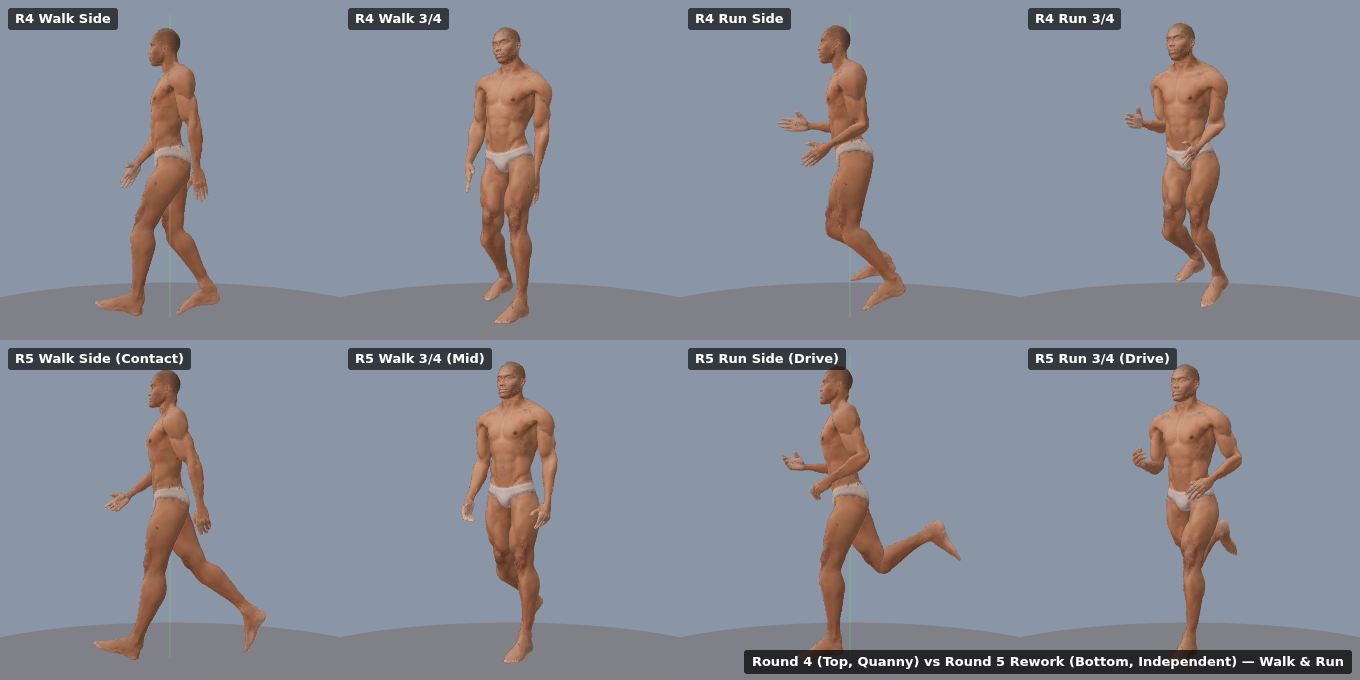 R4 Walk Side
R4 Walk 3/4
R4 Run Side
R4 Run 3/4
R5 Walk Side (Contact)
R5 Walk 3/4 (Mid)
R5 Run Side (Drive)
R5 Run 3/4 (Drive)
Round 4 (Top, Quanny) vs Round 5 Rework (Bottom, Independent) — Walk & Run